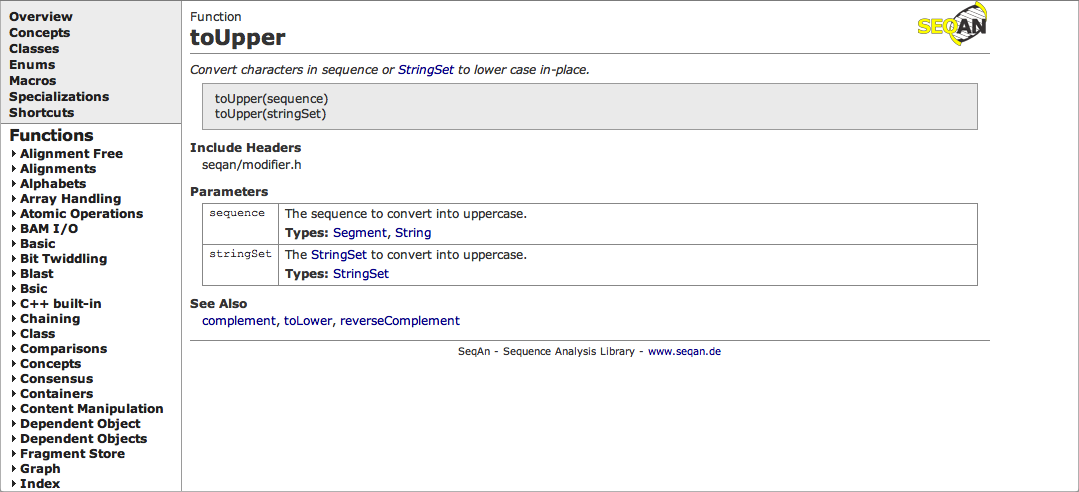 Overview
Concepts
Classes
Enums
Macros
Specializations
Shortcuts
Functions
Alignment Free
Alignments
Alphabets
Array Handling
Atomic Operations
BAM I/O
Basic
Bit Twiddling
Blast
Bsic
C++ built-in
Chaining
Class
Comparisons
Concepts
Consensus
Containers
Content Manipulation
Dependent Object
Dependent Objects
Fragment Store
Graph
Index
SEQAN
Function
toUpper
Convert characters in sequence or StringSet to lower case in-place.
toUpper(sequence)
toUpper(stringSet)
Include Headers
seqan/modifier.h
Parameters
sequence The sequence to convert into uppercase.
Types: Segment, String
stringSet The StringSet to convert into uppercase.
Types: StringSet
See Also
complement, toLower, reverseComplement
SeqAn - Sequence Analysis Library - www.seqan.de